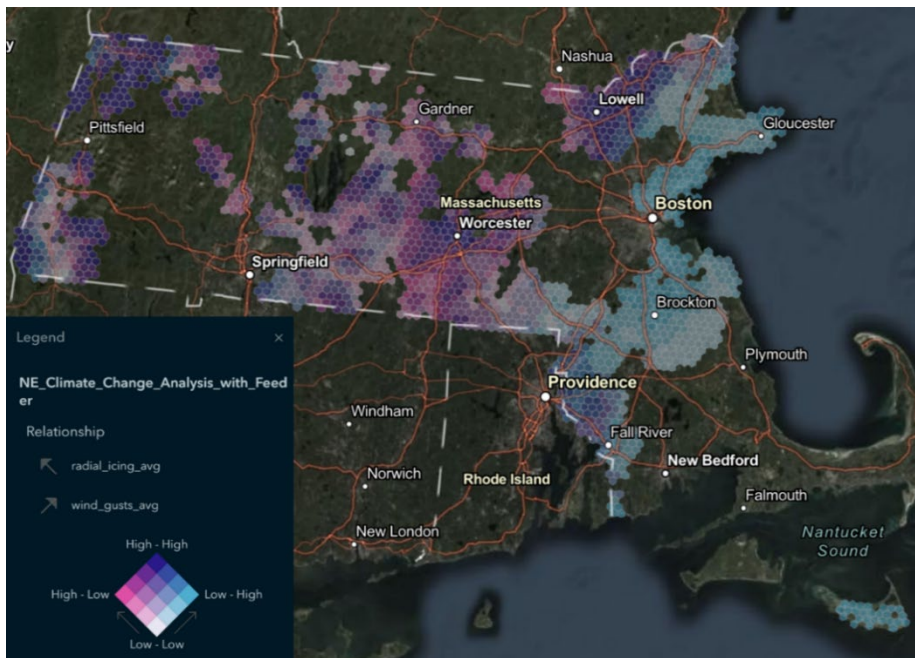 y
Nashua
Gardner
Lowell
Pittsfield
Gloucester
Massachusetts
Boston
Worcester
Springfield
Brockton
Plymouth
Providence
Windham
Fall River
New Bedford
Norwich
Rhode Island
Falmouth
New London
Nantucket
Sound
Legend
×
NE_Climate_Change_Analysis_with_Feed
er
Relationship
radial_icing_avg
wind_gusts_avg
High - High
High - Low
Low - High
Low - Low